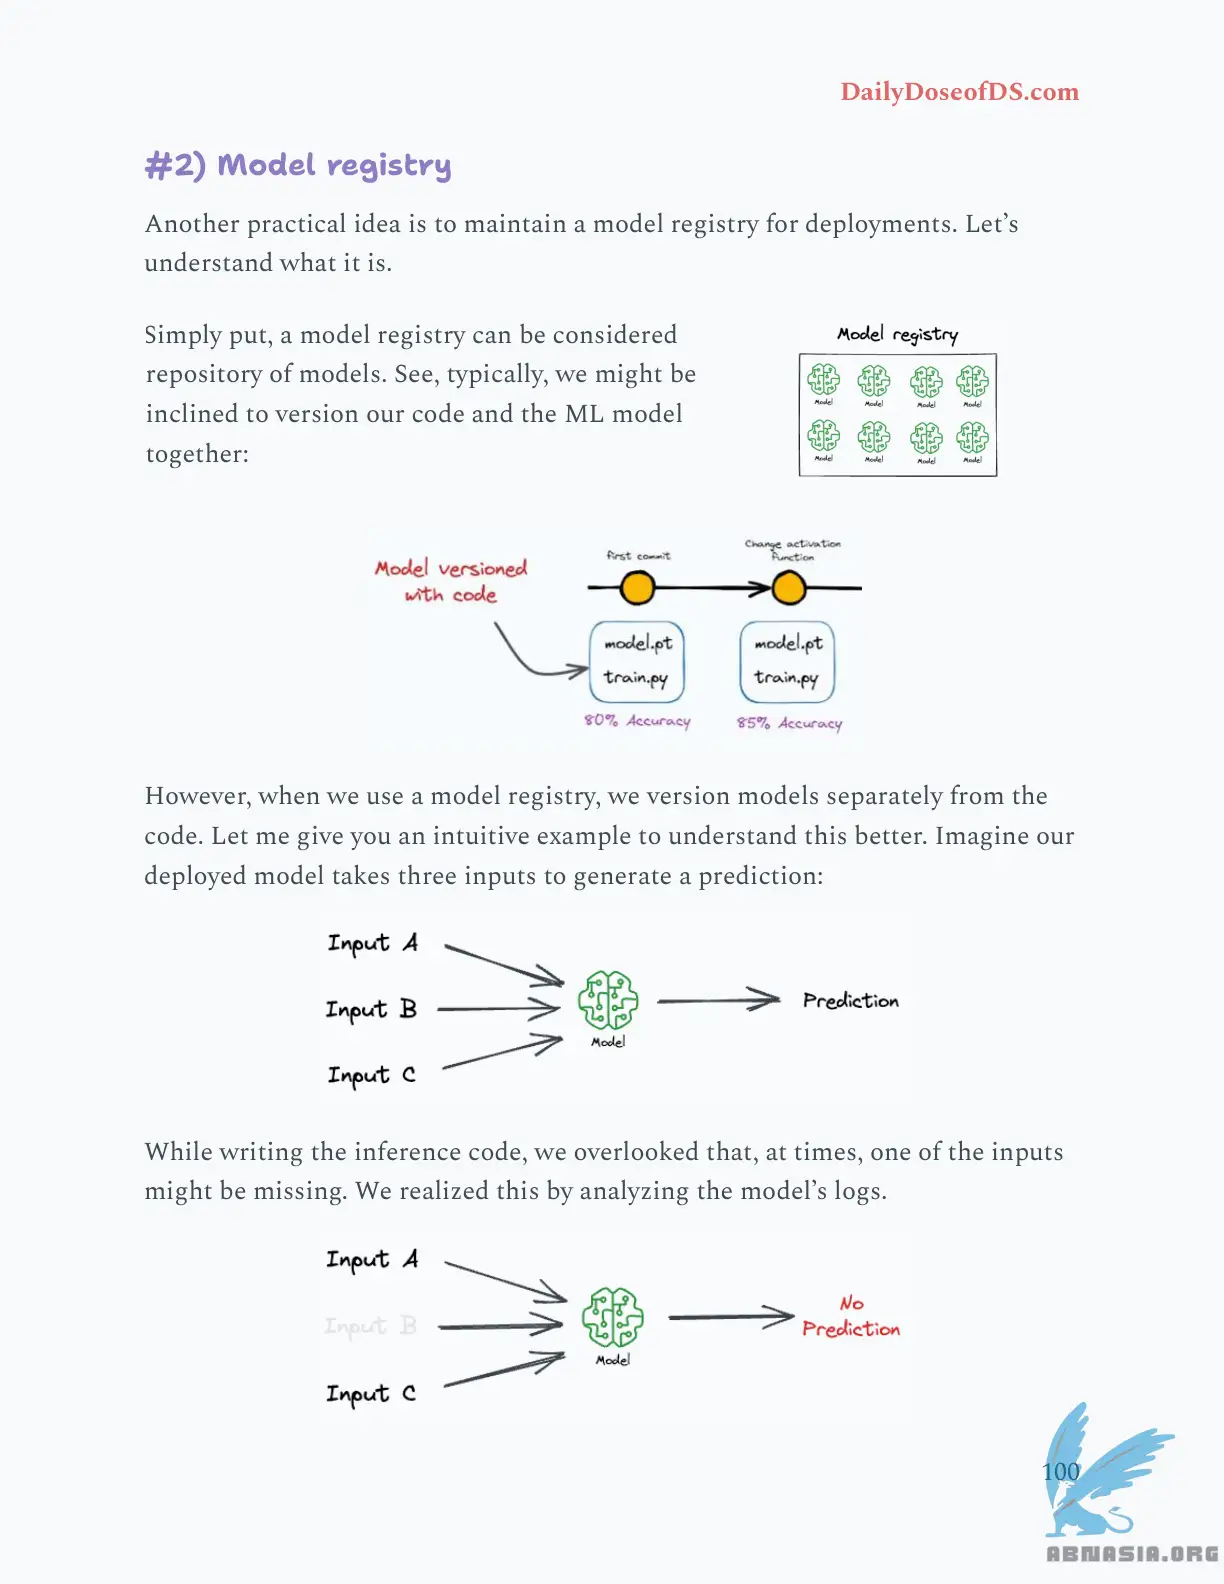 DailyDoseofDS.com
#2) Model registry
Another practical idea is to maintain a model registry for deployments. Let’s
understand what it is.
Simply put, a model registry can be considered
repository of models. See, typically, we might be
inclined to version our code and the ML model
together:
Model registry
Model Model Model Model
Model Model Model Model
Model versioned
with code
first commit
Change activation
function
model.pt
train.py
80% Accuracy
model.pt
train.py
85% Accuracy
However, when we use a model registry, we version models separately from the
code. Let me give you an intuitive example to understand this better. Imagine our
deployed model takes three inputs to generate a prediction:
Input A
Input B
Input C
Model
Prediction
While writing the inference code, we overlooked that, at times, one of the inputs
might be missing. We realized this by analyzing the model’s logs.
Input A
Input B
Input C
Model
No
Prediction
100
ABNASIA.ORG